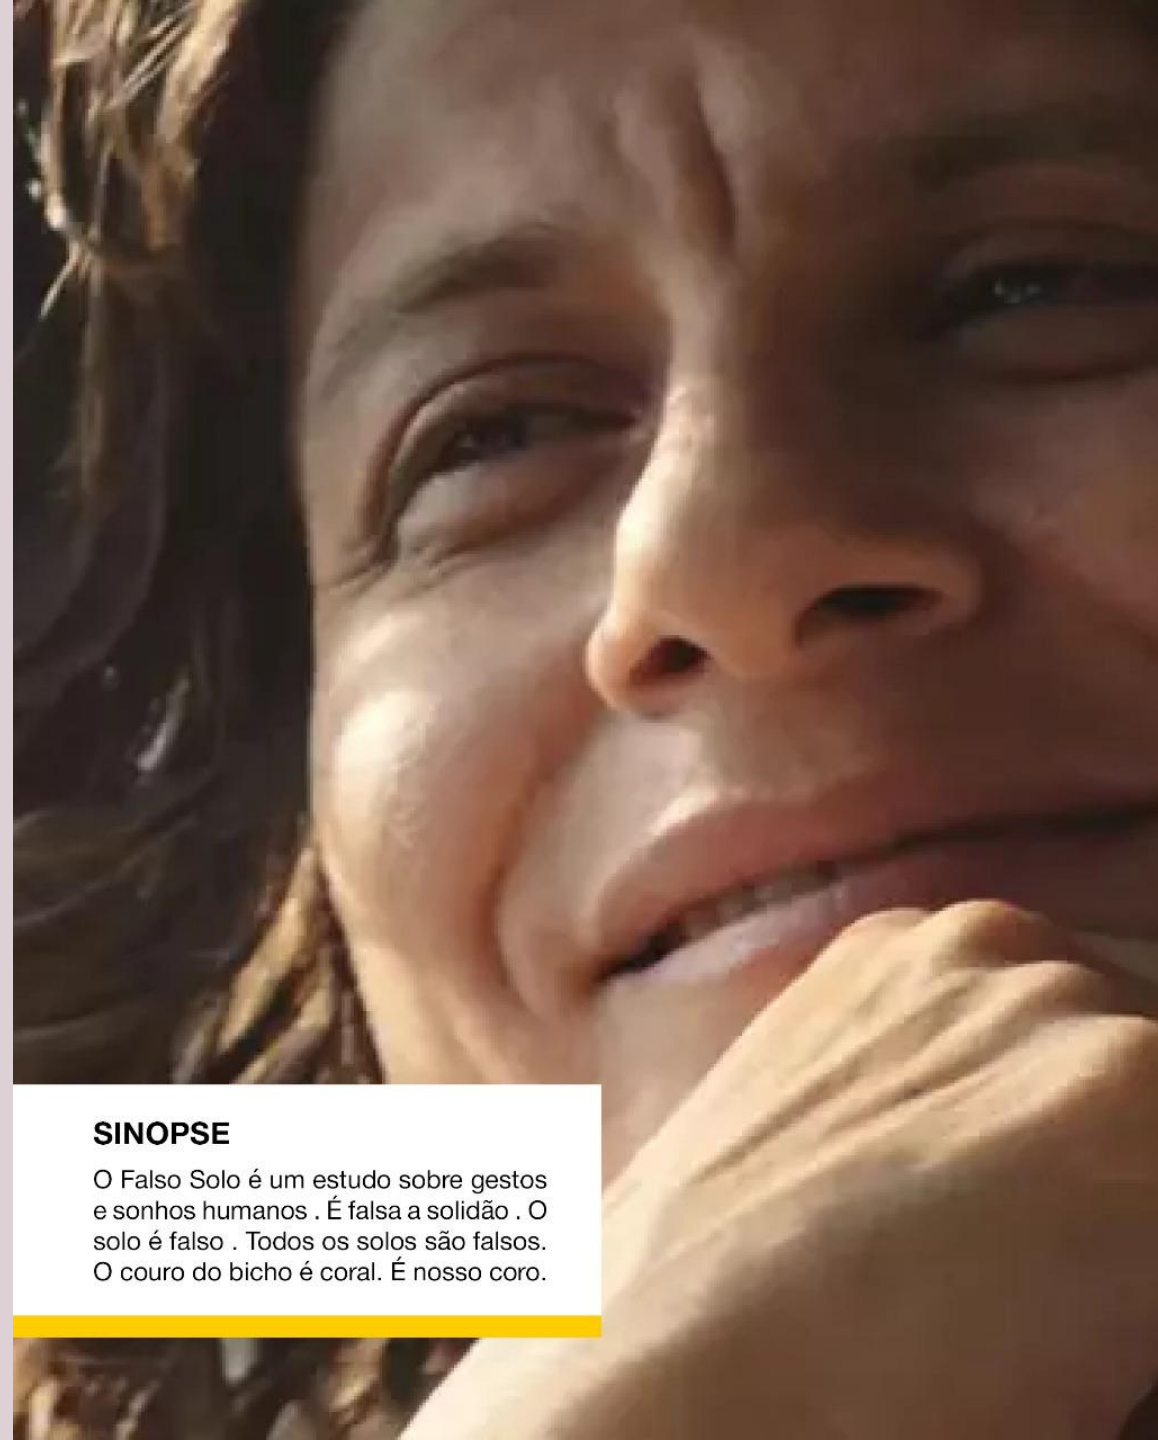 SINOPSE
O Falso Solo é um estudo sobre gestos
e sonhos humanos . É falsa a solidão . O
solo é falso . Todos os solos são falsos.
O couro do bicho é coral. É nosso coro.